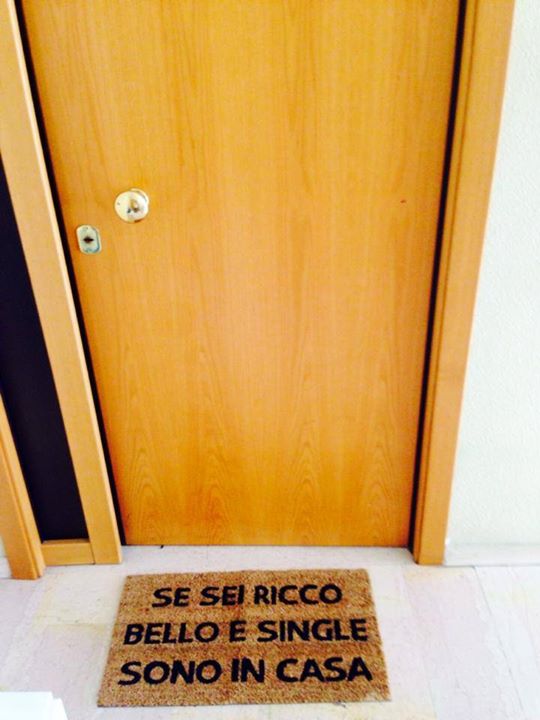 SE SEI RICCO
BELLO E SINGLE
SONO IN CASA